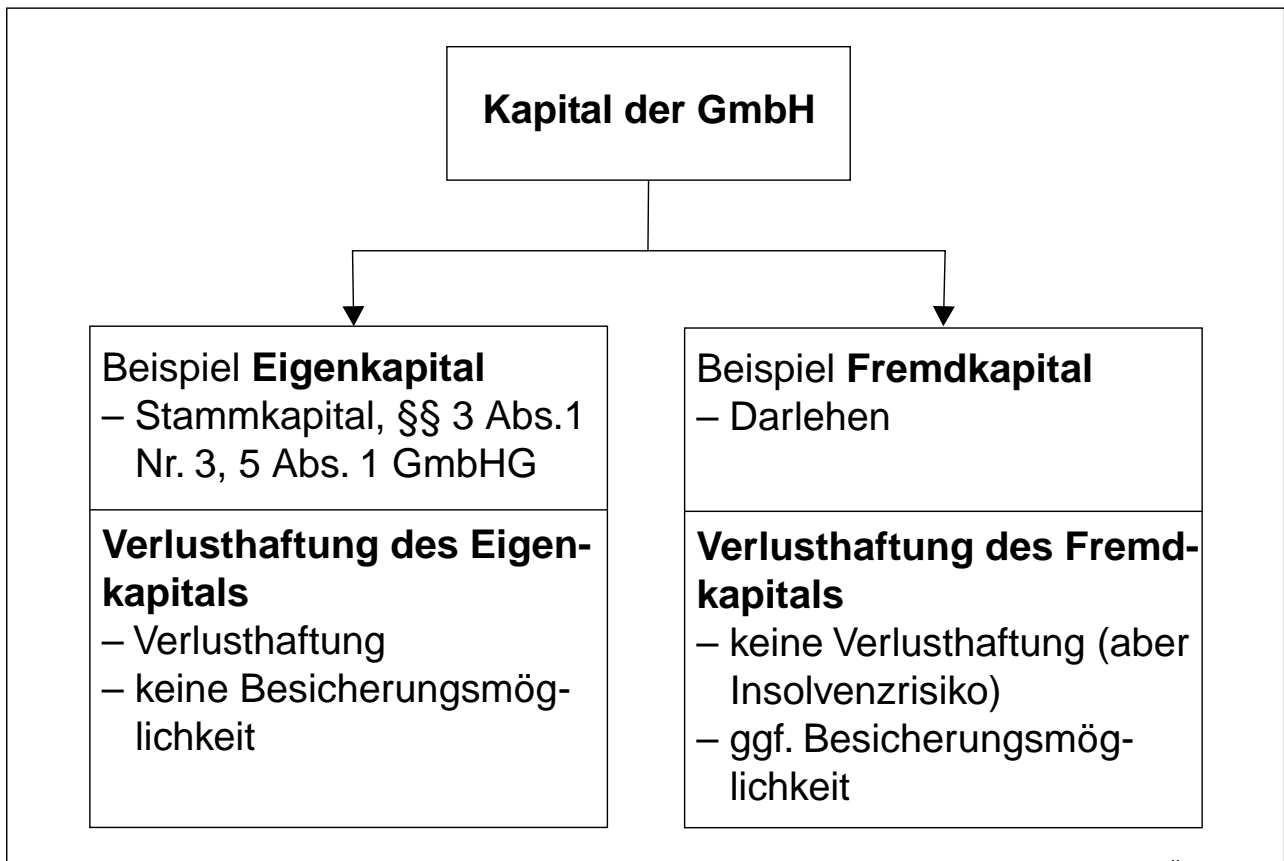 Kapital der GmbH
Beispiel Eigenkapital
– Stammkapital, §§ 3 Abs.1
Nr. 3, 5 Abs. 1 GmbHG
Verlusthaftung des Eigen-
kapitals
– Verlusthaftung
– keine Besicherungsmög-
lichkeit
Beispiel Fremdkapital
– Darlehen
Verlusthaftung des Fremd-
kapitals
– keine Verlusthaftung (aber
Insolvenzrisiko)
– ggf. Besicherungsmög-
lichkeit